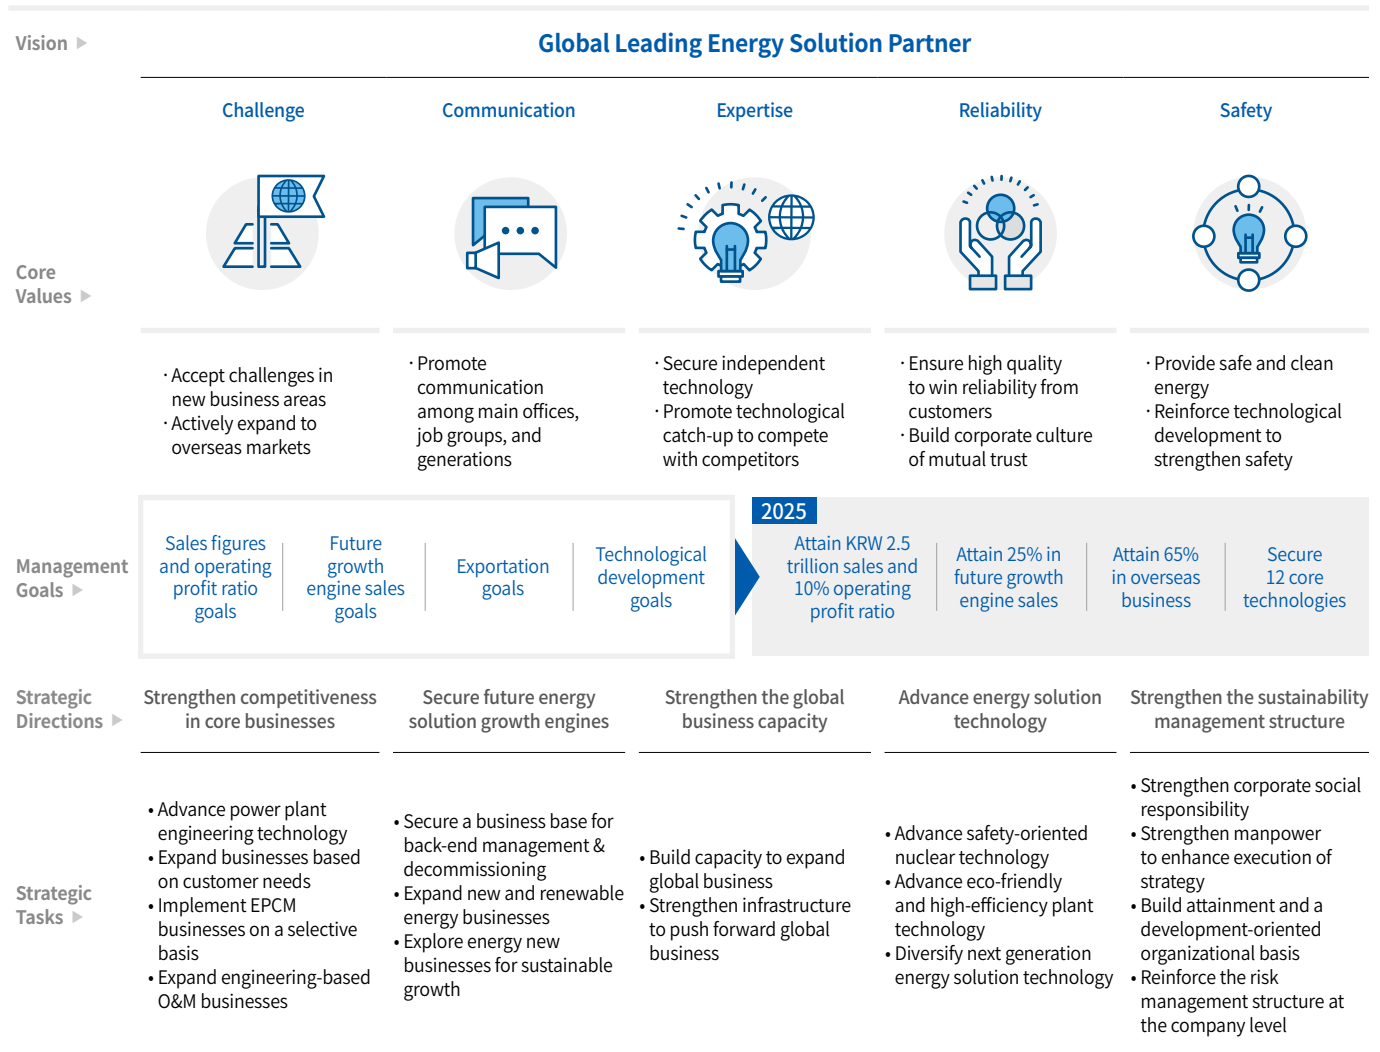 Vision ▶
Global Leading Energy Solution Partner
Challenge
Communication
Expertise
Reliability
Safety
Core
Values ▶
· Accept challenges in
new business areas
· Actively expand to
overseas markets
· Promote
communication
among main offices,
job groups, and
generations
· Secure independent
technology
· Promote technological
catch-up to compete
with competitors
· Ensure high quality
to win reliability from
customers
· Build corporate culture
of mutual trust
· Provide safe and clean
energy
· Reinforce technological
development to
strengthen safety
Management
Goals ▶
Sales figures
and operating
profit ratio
goals
Future
growth
engine sales
goals
Exportation
goals
Technological
development
goals
2025
Attain KRW 2.5
trillion sales and
10% operating
profit ratio
Attain 25% in
future growth
engine sales
Attain 65%
in overseas
business
Secure
12 core
technologies
Strategic
Directions ▶
Strengthen competitiveness
in core businesses
Secure future energy
solution growth engines
Strengthen the global
business capacity
Advance energy solution
technology
Strengthen the sustainability
management structure
Strategic
Tasks ▶
• Advance power plant
engineering technology
• Expand businesses based
on customer needs
• Implement EPCM
businesses on a selective
basis
• Expand engineering-based
O&M businesses
• Secure a business base for
back-end management &
decommissioning
• Expand new and renewable
energy businesses
• Explore energy new
businesses for sustainable
growth
• Build capacity to expand
global business
• Strengthen infrastructure
to push forward global
business
• Advance safety-oriented
nuclear technology
• Advance eco-friendly
and high-efficiency plant
technology
• Diversify next generation
energy solution technology
• Strengthen corporate social
responsibility
• Strengthen manpower
to enhance execution of
strategy
• Build attainment and a
development-oriented
organizational basis
• Reinforce the risk
management structure at
the company level